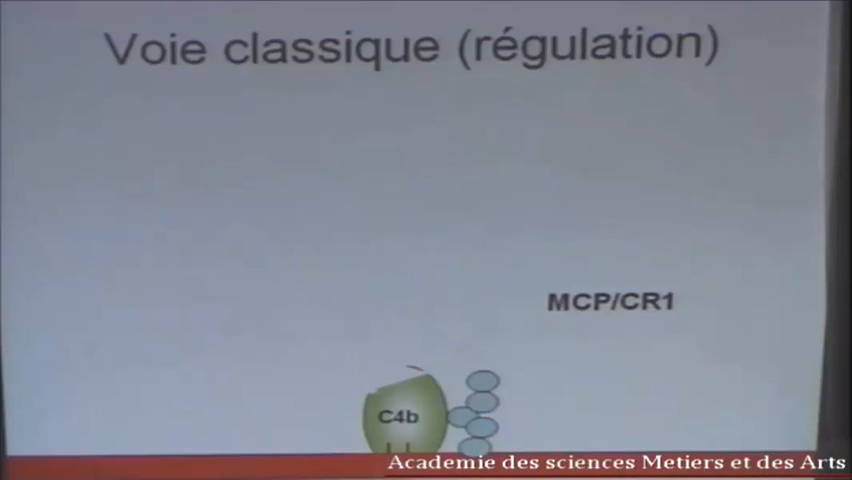 Voie classique (régulation)
MCP/CR1
C4b
Academie des sciences Metiers et des Arts